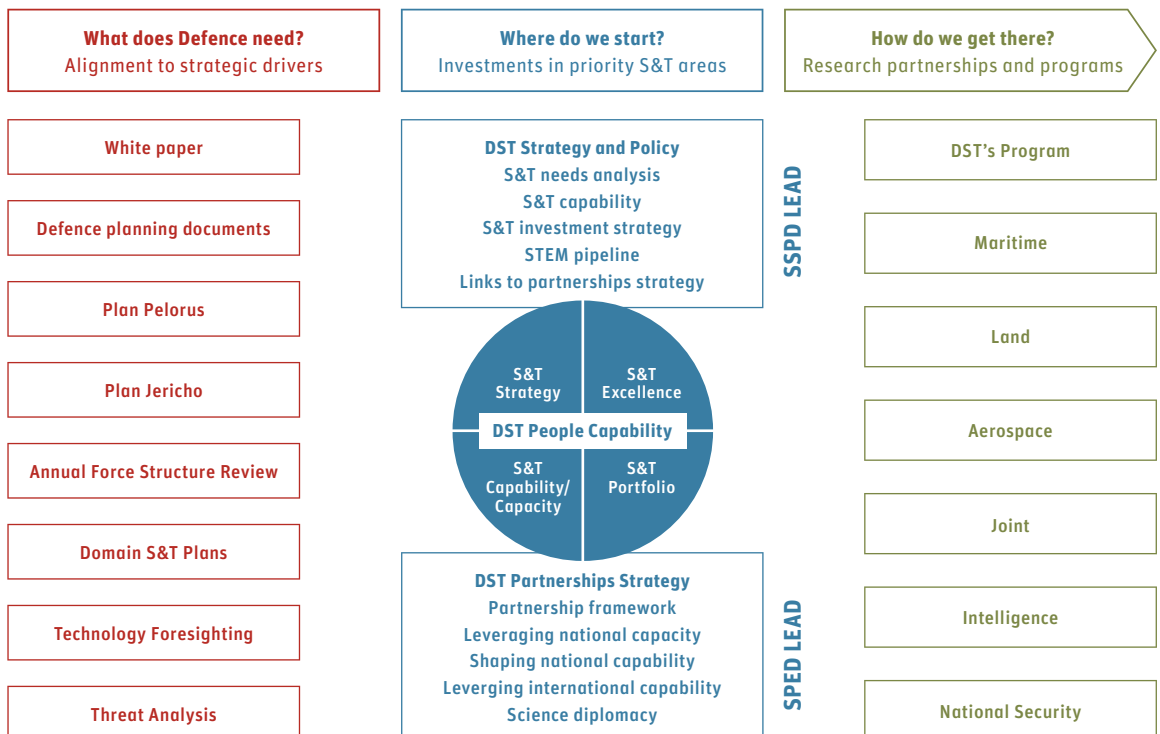 What does Defence need?
Alignment to strategic drivers
Where do we start?
Investments in priority S&T areas
How do we get there?
Research partnerships and programs
White paper
Defence planning documents
Plan Pelorus
Plan Jericho
Annual Force Structure Review
Domain S&T Plans
Technology Foresighting
Threat Analysis
DST Strategy and Policy
S&T needs analysis
S&T capability
S&T investment strategy
STEM pipeline
Links to partnerships strategy
SSPD LEAD
S&T
Strategy
S&T
Excellence
DST People Capability
S&T
Capability/
Capacity
S&T
Portfolio
DST Partnerships Strategy
Partnership framework
Leveraging national capacity
Shaping national capability
Leverging international capability
Science diplomacy
SPED LEAD
DST's Program
Maritime
Land
Aerospace
Joint
Intelligence
National Security